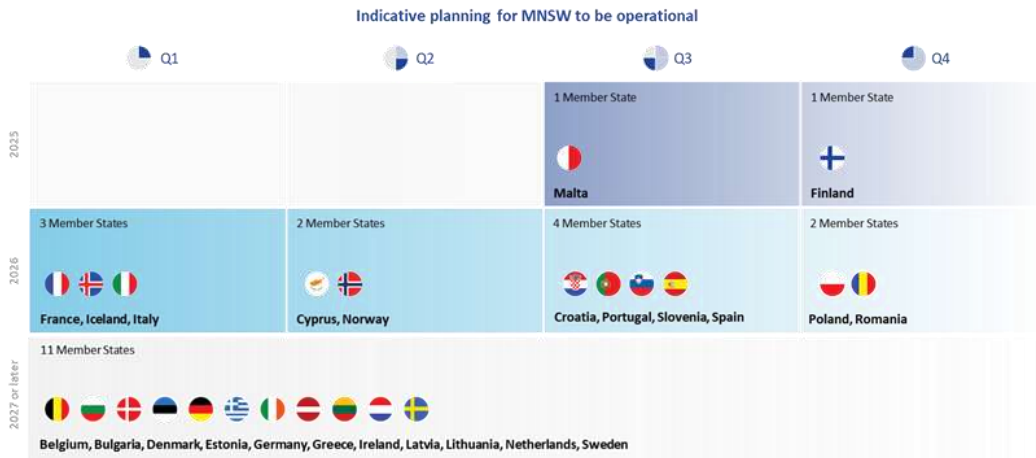 Indicative planning for MNSW to be operational
Q1
Q2
Q3
Q4
2025
1 Member State
Malta
1 Member State
Finland
2026
3 Member States
France, Iceland, Italy
2 Member States
Cyprus, Norway
4 Member States
Croatia, Portugal, Slovenia, Spain
2 Member States
Poland, Romania
2027 or later
11 Member States
Belgium, Bulgaria, Denmark, Estonia, Germany, Greece, Ireland, Latvia, Lithuania, Netherlands, Sweden